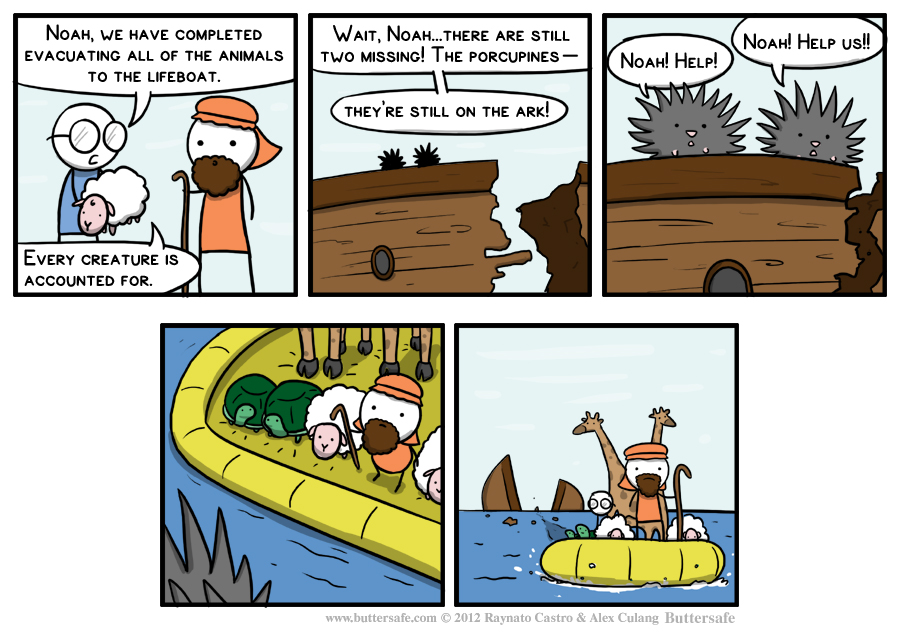 NOAH, WE HAVE COMPLETED
EVACUATING ALL OF THE ANIMALS
TO THE LIFEBOAT.
EVERY CREATURE IS
ACCOUNTED FOR.
WAIT, NOAH...THERE ARE STILL
TWO MISSING! THE PORCUPINES—
THEY'RE STILL ON THE ARK!
NOAH! HELP!
NOAH! HELP US!!
www.buttersafe.com © 2012 Raynato Castro & Alex Culang Buttersafe